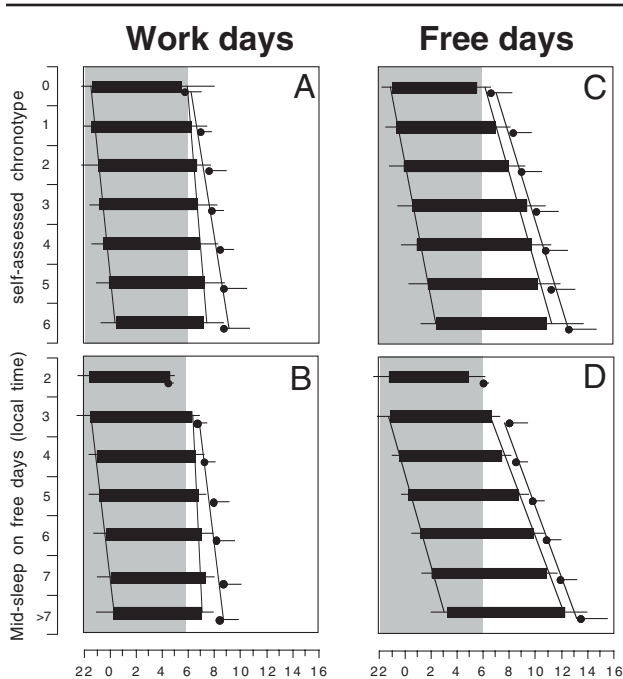 Work days
Free days
self-assessed chronotype
0
1
2
3
4
5
6
A
C
Mid-sleep on free days (local time)
2
3
4
5
6
7
>7
B
D
22 0 2 4 6 8 10 12 14 16
22 0 2 4 6 8 10 12 14 16